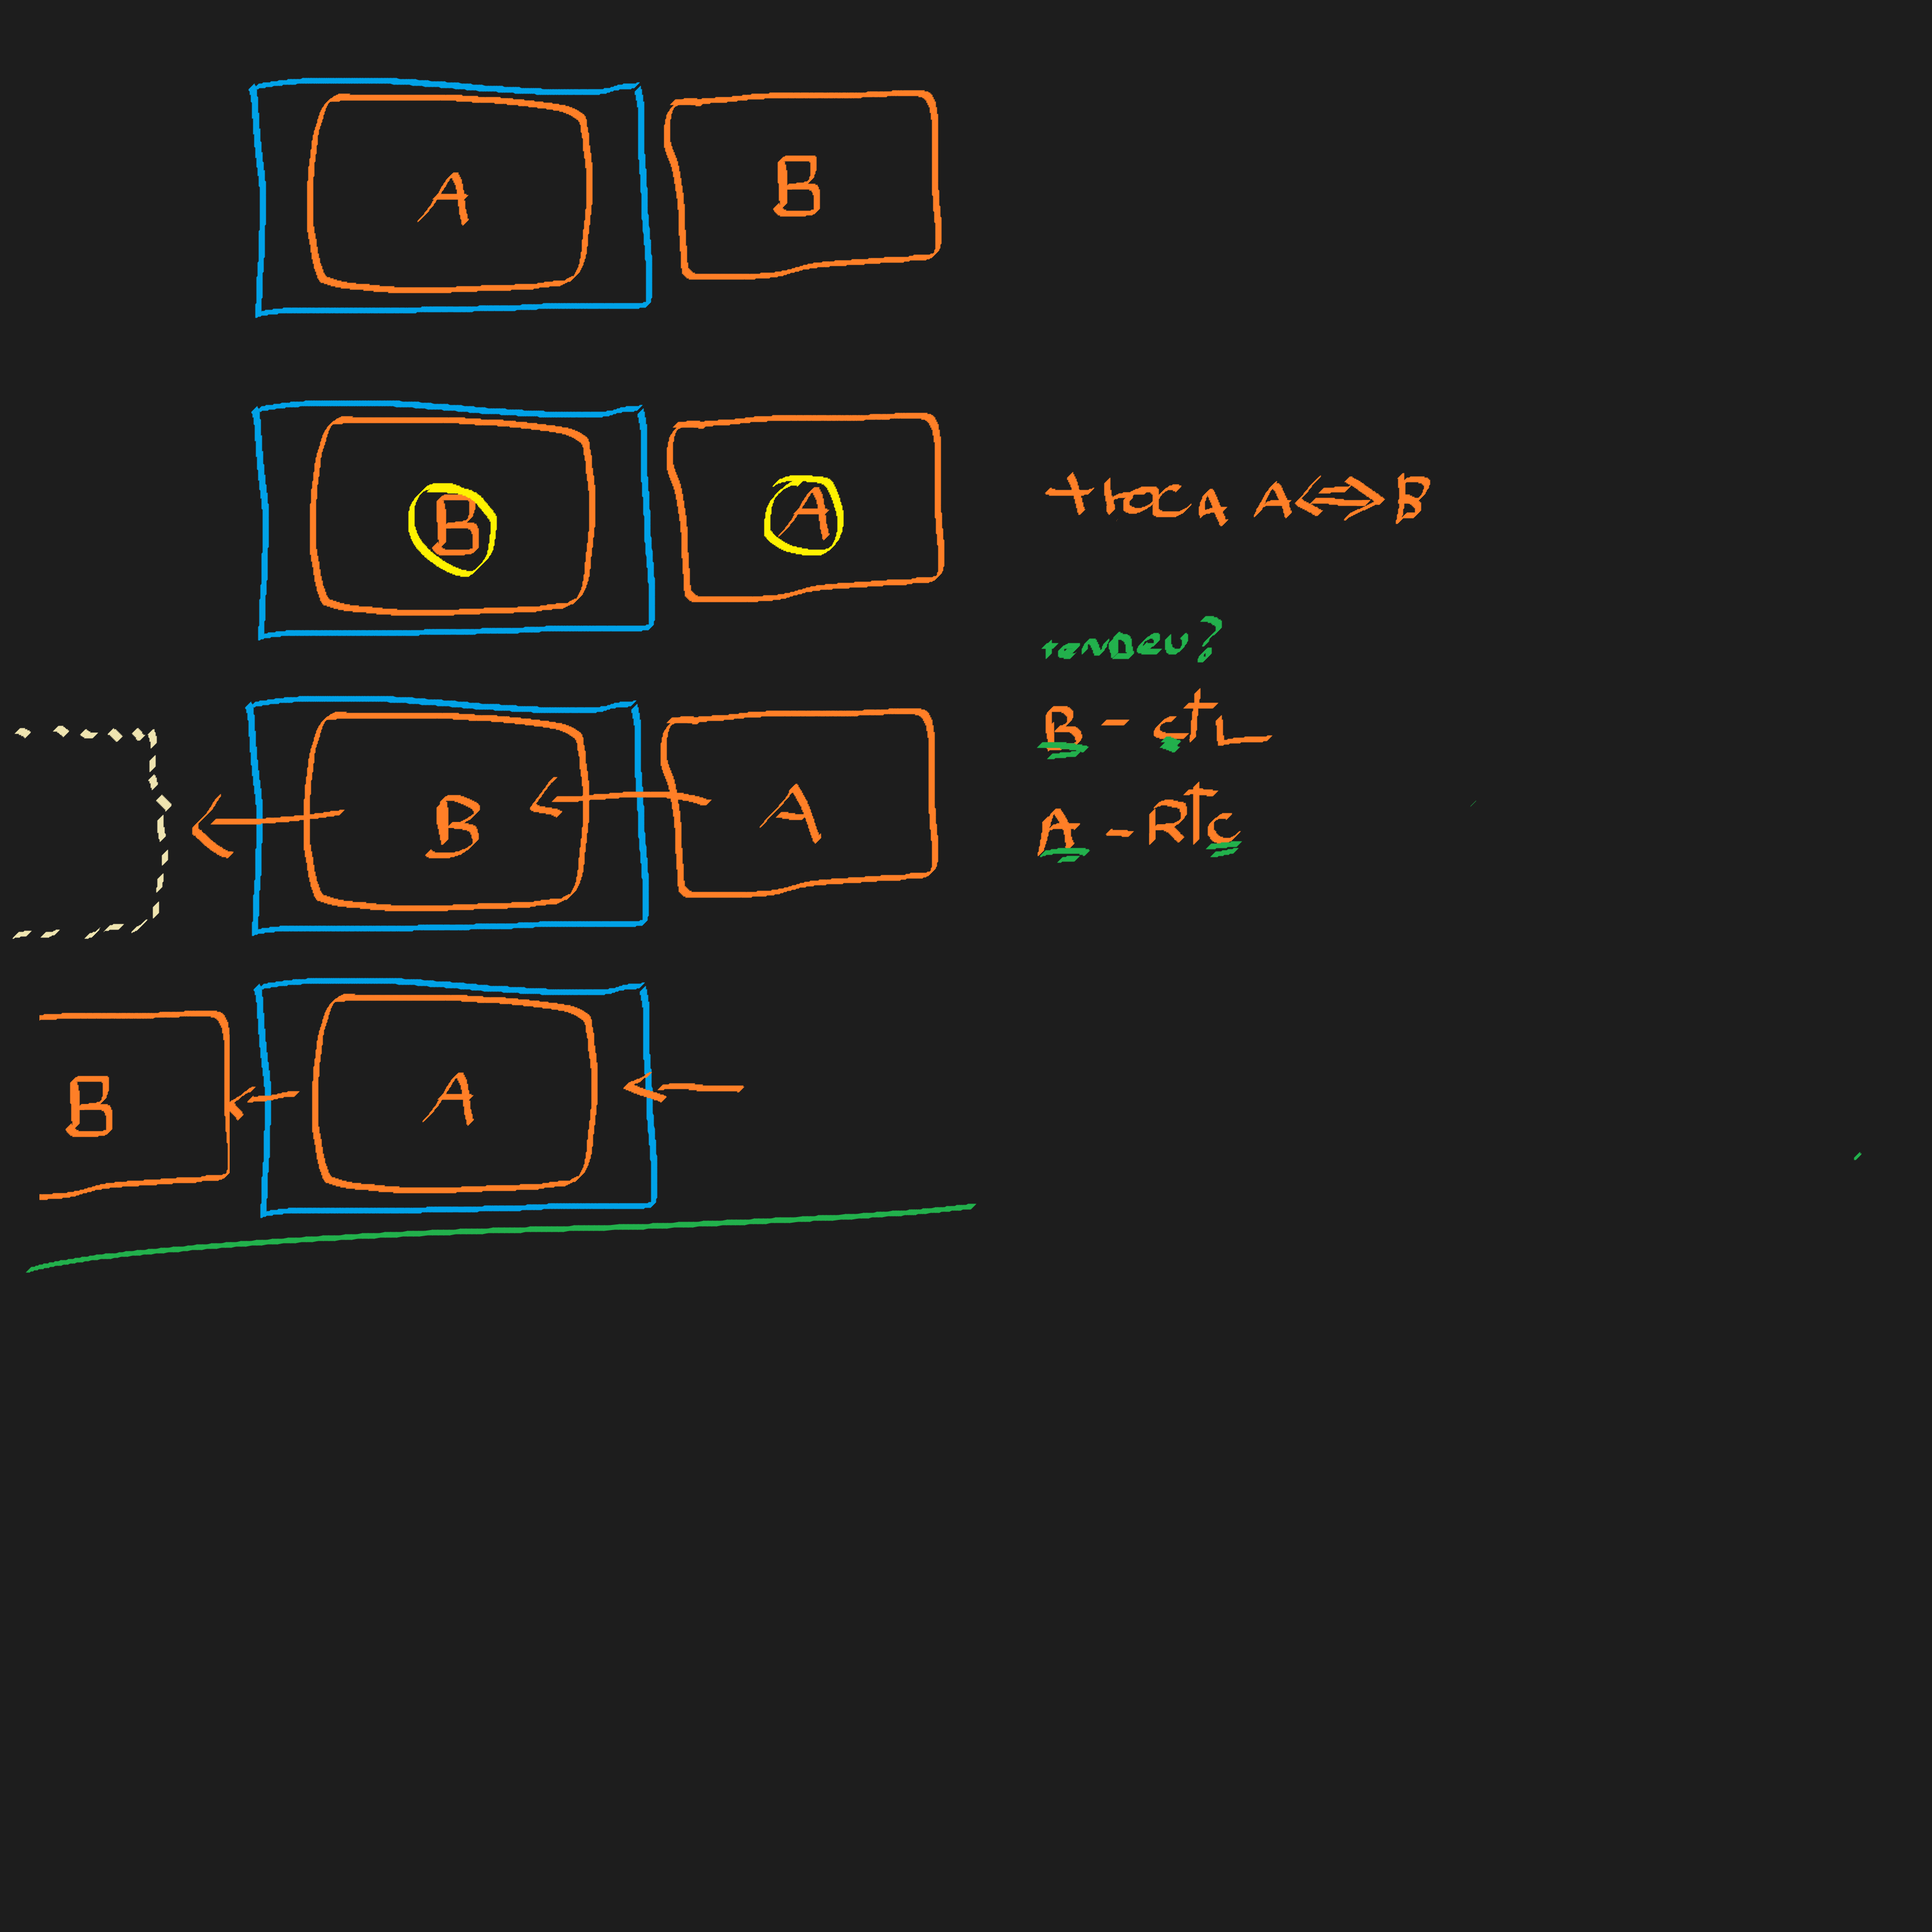 A B
B A tROCA A <=> B
tenDeu?
B - ctL
B A A - RTC
B A